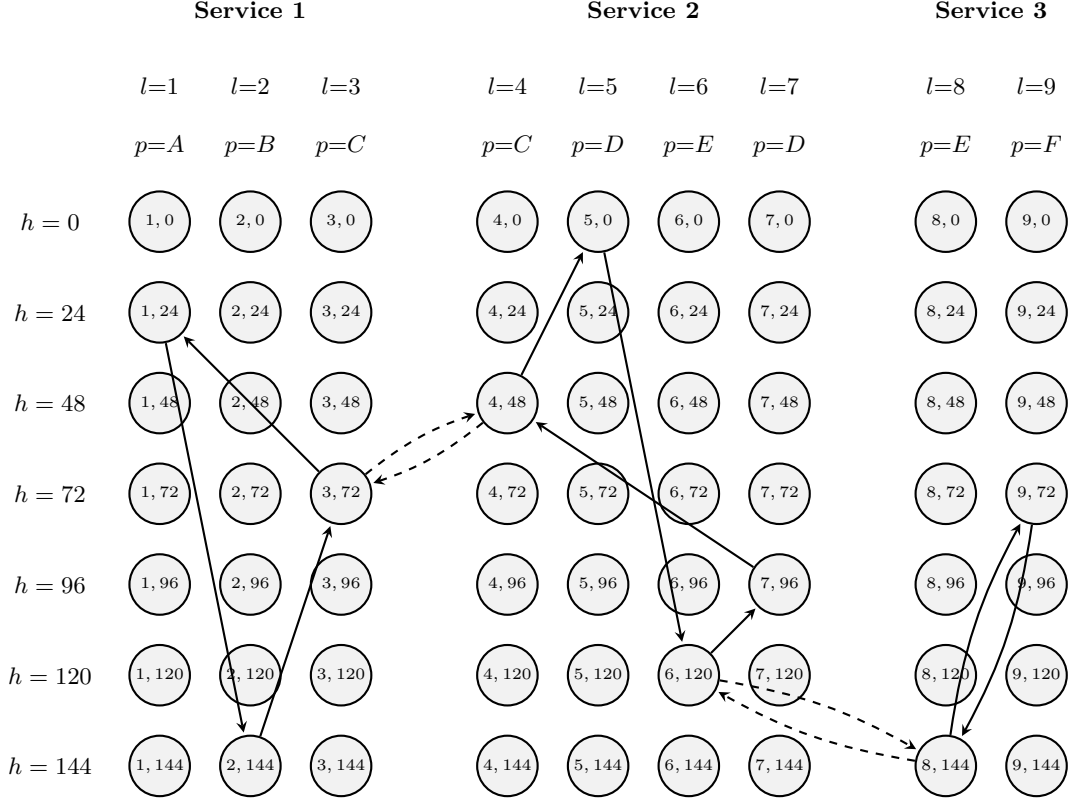 Service 1 Service 2 Service 3
l=1 l=2 l=3 l=4 l=5 l=6 l=7 l=8 l=9
p=A p=B p=C p=C p=D p=E p=D p=E p=F
h = 0 1, 0 2, 0 3, 0 4, 0 5, 0 6, 0 7, 0 8, 0 9, 0
h = 24 1, 24 2, 24 3, 24 4, 24 5, 24 6, 24 7, 24 8, 24 9, 24
h = 48 1, 48 2, 48 3, 48 4, 48 5, 48 6, 48 7, 48 8, 48 9, 48
h = 72 1, 72 2, 72 3, 72 4, 72 5, 72 6, 72 7, 72 8, 72 9, 72
h = 96 1, 96 2, 96 3, 96 4, 96 5, 96 6, 96 7, 96 8, 96 9, 96
h = 120 1, 120 2, 120 3, 120 4, 120 5, 120 6, 120 7, 120 8, 120 9, 120
h = 144 1, 144 2, 144 3, 144 4, 144 5, 144 6, 144 7, 144 8, 144 9, 144